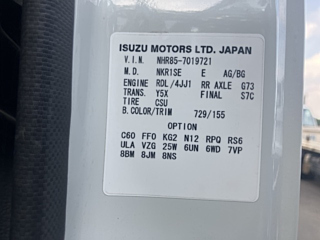 ISUZU MOTORS LTD. JAPAN
V.I.N. NHR85-7019721
M.D. NKR1SE E AG/BG
ENGINE RDL/4JJ1 RR AXLE G73
TRANS. Y5X FINAL S7C
TIRE CSU
B.COLOR/TRIM 729/155
OPTION
C60 FF0 KG2 N12 RPQ RS6
ULA VZG 25W 6UN 6WD 7VP
8BM 8JM 8NS